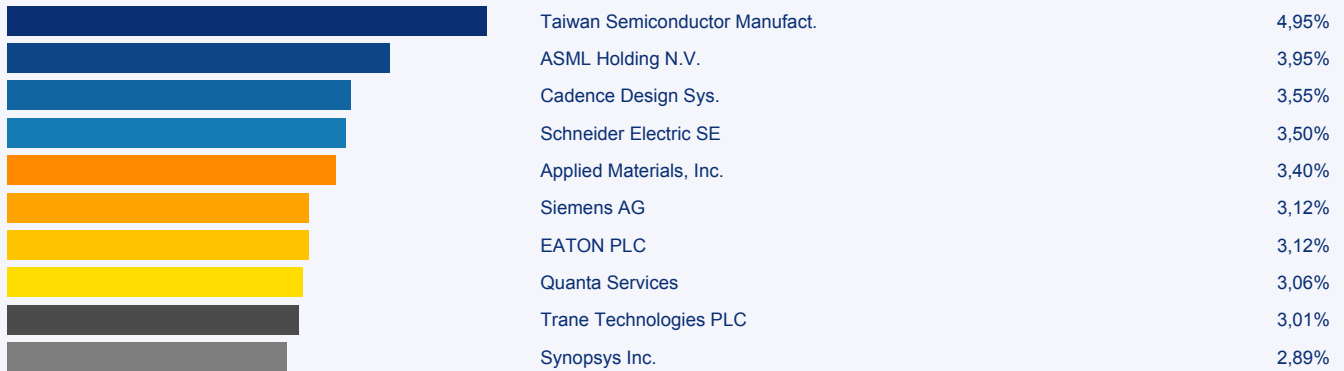 Taiwan Semiconductor Manufact. 4,95%
ASML Holding N.V. 3,95%
Cadence Design Sys. 3,55%
Schneider Electric SE 3,50%
Applied Materials, Inc. 3,40%
Siemens AG 3,12%
EATON PLC 3,12%
Quanta Services 3,06%
Trane Technologies PLC 3,01%
Synopsys Inc. 2,89%